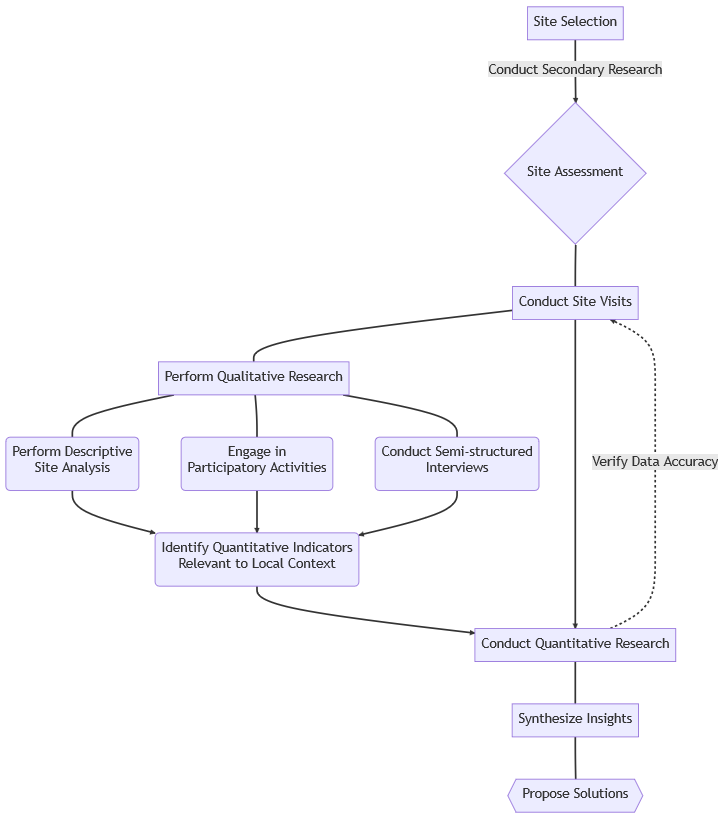 Site Selection
Conduct Secondary Research
Site Assessment
Conduct Site Visits
Perform Qualitative Research
Perform Descriptive
Site Analysis
Engage in
Participatory Activities
Conduct Semi-structured
Interviews
Verify Data Accuracy
Identify Quantitative Indicators
Relevant to Local Context
Conduct Quantitative Research
Synthesize Insights
Propose Solutions